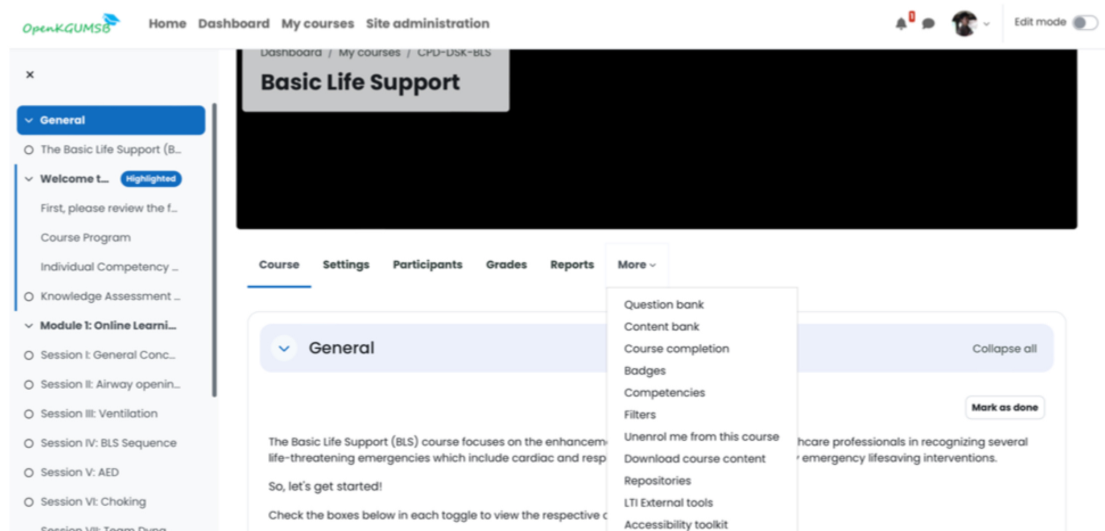 OpenKGUMSB
Home Dashboard My courses Site administration
1
Edit mode
Dashboard / My courses / CPD-DSK-BLS
Basic Life Support
General
The Basic Life Support (B...
Welcome t... Highlighted
First, please review the f...
Course Program
Individual Competency ...
Knowledge Assessment ...
Module 1: Online Learni...
Session I: General Conc...
Session II: Airway openin...
Session III: Ventilation
Session IV: BLS Sequence
Session V: AED
Session VI: Choking
Session VII: Team Dyna...
Course Settings Participants Grades Reports More
Question bank
Content bank
Course completion
Badges
Competencies
Filters
Unenrol me from this course
Download course content
Repositories
LTI External tools
Accessibility toolkit
General
Collapse all
Mark as done
The Basic Life Support (BLS) course focuses on the enhancem hcare professionals in recognizing several
life-threatening emergencies which include cardiac and resp emergency lifesaving interventions.
So, let's get started!
Check the boxes below in each toggle to view the respective c